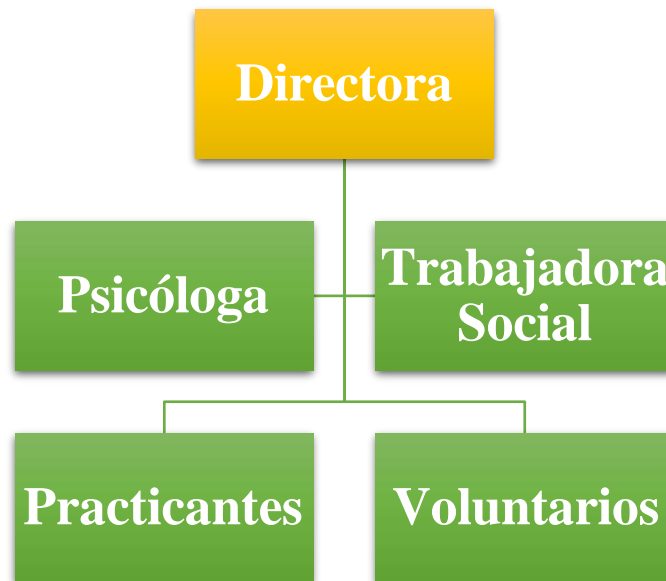 Directora
Psicóloga
Trabajadora
Social
Practicantes
Voluntarios